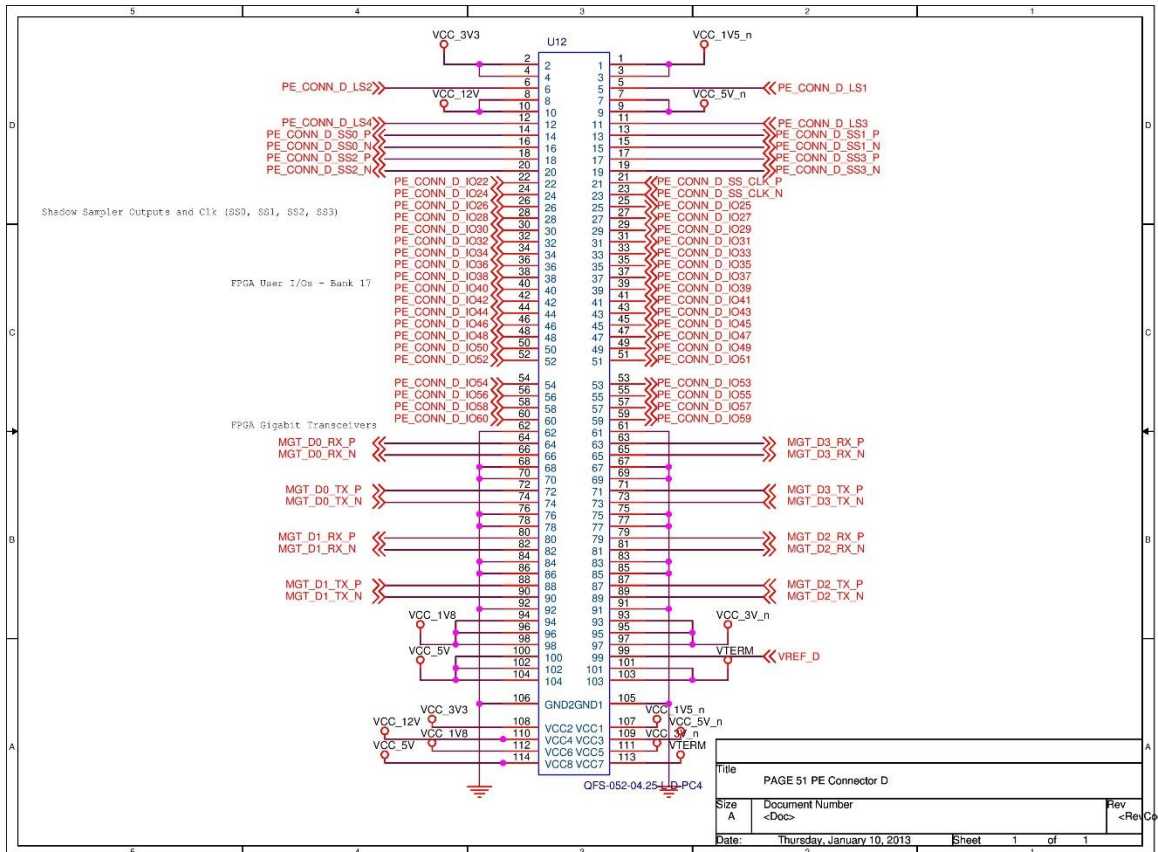 5 4 3 2 1
VCC_3V3 U12 VCC_1V5_n
2 2 1 1
4 4 3 3
PE_CONN_D_LS2 6 6 5 5 PE_CONN_D_LS1
VCC_12V 8 8 7 7 VCC_5V_n
10 10 9 9
PE_CONN_D_LS4 12 12 11 11 PE_CONN_D_LS3
D PE_CONN_D_SS0_P 14 14 13 13 PE_CONN_D_SS1_P D
PE_CONN_D_SS0_N 16 16 15 15 PE_CONN_D_SS1_N
PE_CONN_D_SS2_P 18 18 17 17 PE_CONN_D_SS3_P
PE_CONN_D_SS2_N 20 20 19 19 PE_CONN_D_SS3_N
PE_CONN_D_IO22 22 22 21 21 PE_CONN_D_SS_CLK_P
PE_CONN_D_IO24 24 24 23 23 PE_CONN_D_SS_CLK_N
PE_CONN_D_IO26 26 26 25 25 PE_CONN_D_IO25
Shadow Sampler Outputs and Clk (SS0, SS1, SS2, SS3)
PE_CONN_D_IO28 28 28 27 27 PE_CONN_D_IO27
PE_CONN_D_IO30 30 30 29 29 PE_CONN_D_IO29
PE_CONN_D_IO32 32 32 31 31 PE_CONN_D_IO31
PE_CONN_D_IO34 34 34 33 33 PE_CONN_D_IO33
PE_CONN_D_IO36 36 36 35 35 PE_CONN_D_IO35
PE_CONN_D_IO38 38 38 37 37 PE_CONN_D_IO37
FPGA User I/Os - Bank 17
PE_CONN_D_IO40 40 40 39 39 PE_CONN_D_IO39
PE_CONN_D_IO42 42 42 41 41 PE_CONN_D_IO41
PE_CONN_D_IO44 44 44 43 43 PE_CONN_D_IO43
C PE_CONN_D_IO46 46 46 45 45 PE_CONN_D_IO45 C
PE_CONN_D_IO48 48 48 47 47 PE_CONN_D_IO47
PE_CONN_D_IO50 50 50 49 49 PE_CONN_D_IO49
PE_CONN_D_IO52 52 52 51 51 PE_CONN_D_IO51
PE_CONN_D_IO54 54 54 53 53 PE_CONN_D_IO53
PE_CONN_D_IO56 56 56 55 55 PE_CONN_D_IO55
PE_CONN_D_IO58 58 58 57 57 PE_CONN_D_IO57
PE_CONN_D_IO60 60 60 59 59 PE_CONN_D_IO59
FPGA Gigabit Transceivers
62 62 61 61
MGT_D0_RX_P 64 64 63 63 MGT_D3_RX_P
MGT_D0_RX_N 66 66 65 65 MGT_D3_RX_N
68 68 67 67
70 70 69 69
MGT_D0_TX_P 72 72 71 71 MGT_D3_TX_P
MGT_D0_TX_N 74 74 73 73 MGT_D3_TX_N
76 76 75 75
78 78 77 77
B MGT_D1_RX_P 80 80 79 79 MGT_D2_RX_P B
MGT_D1_RX_N 82 82 81 81 MGT_D2_RX_N
84 84 83 83
86 86 85 85
MGT_D1_TX_P 88 88 87 87 MGT_D2_TX_P
MGT_D1_TX_N 90 90 89 89 MGT_D2_TX_N
92 92 91 91
VCC_1V8 94 94 93 93 VCC_3V_n
96 96 95 95
98 98 97 97
VCC_5V 100 100 99 99 VTERM VREF_D
102 102 101 101
104 104 103 103
106 GND2GND1 105
VCC_3V3 VCC_1V5_n
VCC_12V 108 VCC2 VCC1 107 VCC_5V_n
VCC_1V8 110 VCC4 VCC3 109 VCC_3V_n
A VCC_5V 112 VCC6 VCC5 111 VTERM A
114 VCC8 VCC7 113
QFS-052-04.25-L-D-PC4
Title
PAGE 51 PE Connector D
Size Document Number Rev
A <Doc> <RevCo
Date: Thursday, January 10, 2013 Sheet 1 of 1
5 4 3 2 1